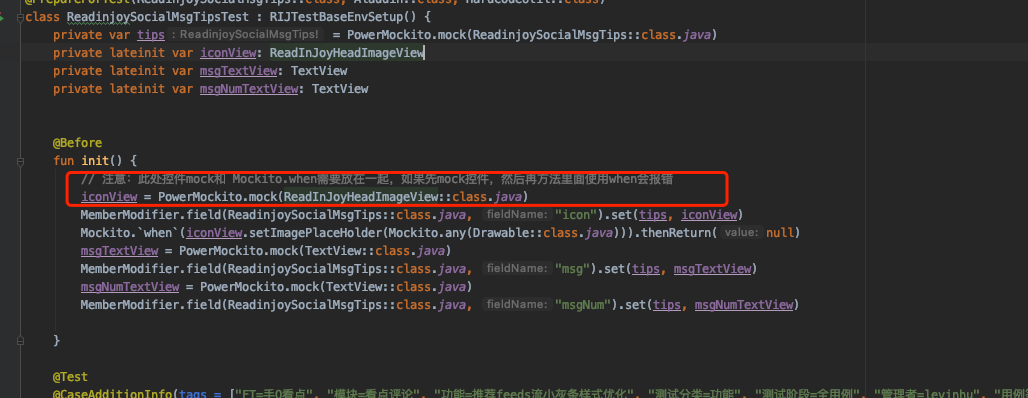 @PrepareForTest(ReadinjoySocialMsgTips::class, Aladdin::class, HardCodeUtil::class)
class ReadinjoySocialMsgTipsTest : RIJTestBaseEnvSetup() {
private var tips : ReadinjoySocialMsgTips! = PowerMockito.mock(ReadinjoySocialMsgTips::class.java)
private lateinit var iconView: ReadInJoyHeadImageView
private lateinit var msgTextView: TextView
private lateinit var msgNumTextView: TextView
@Before
fun init() {
// 注意：此处控件mock和 Mockito.when需要放在一起，如果先mock控件，然后再方法里面使用when会报错
iconView = PowerMockito.mock(ReadInJoyHeadImageView::class.java)
MemberModifier.field(ReadinjoySocialMsgTips::class.java, fieldName: "icon").set(tips, iconView)
Mockito.`when`(iconView.setImagePlaceHolder(Mockito.any(Drawable::class.java))).thenReturn( value: null)
msgTextView = PowerMockito.mock(TextView::class.java)
MemberModifier.field(ReadinjoySocialMsgTips::class.java, fieldName: "msg").set(tips, msgTextView)
msgNumTextView = PowerMockito.mock(TextView::class.java)
MemberModifier.field(ReadinjoySocialMsgTips::class.java, fieldName: "msgNum").set(tips, msgNumTextView)
}
@Test
@CaseAdditionInfo(tags = ["FT=手Q看点", "模块=看点评论", "功能=推荐feeds流小灰条样式优化", "测试分类=功能", "测试阶段=全用例", "管理者=levinhu",